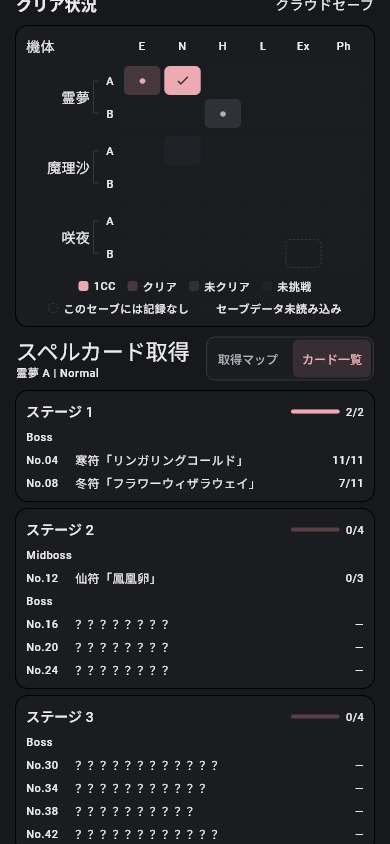 クリア状況 クラウドセーブ
機体 E N H L Ex Ph
霊夢 A
B
魔理沙 A
B
咲夜 A
B
1CC クリア 未クリア 未挑戦
このセーブには記録なし セーブデータ未読み込み
スペルカード取得
霊夢 A | Normal
取得マップ カード一覧
ステージ 1 2/2
Boss
No.04 寒符「リンガリングコールド」 11/11
No.08 冬符「フラワーウィザラウェイ」 7/11
ステージ 2 0/4
Midboss
No.12 仙符「鳳凰卵」 0/3
Boss
No.16 ？？？？？？？？ –
No.20 ？？？？？？？？ –
No.24 ？？？？？？？？ –
ステージ 3 0/4
Boss
No.30 ？？？？？？？？？？？？ –
No.34 ？？？？？？？？？？？ –
No.38 ？？？？？？？？？？ –
No.42 ？？？？？？？？？？？？ –